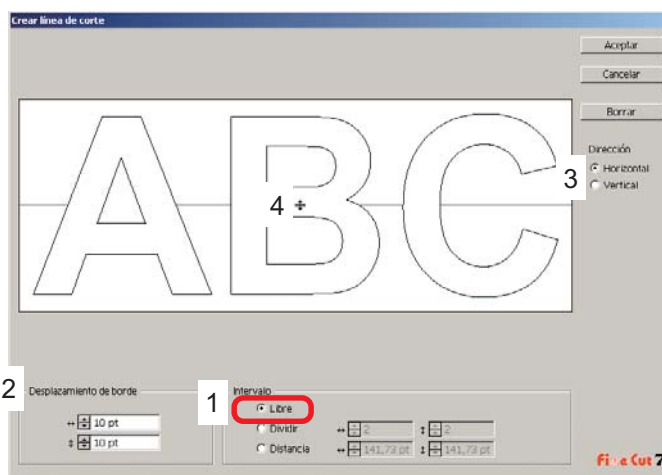 Crear línea de corte
Aceptar
Cancelar
Borrar
Dirección
3
Horizontal
Vertical
ABC
4
2
Desplazamiento de borde
10 pt
10 pt
1
Intervalo
Libre
Dividir
2
2
Distancia
141,73 pt
141,73 pt
Fine Cut 7